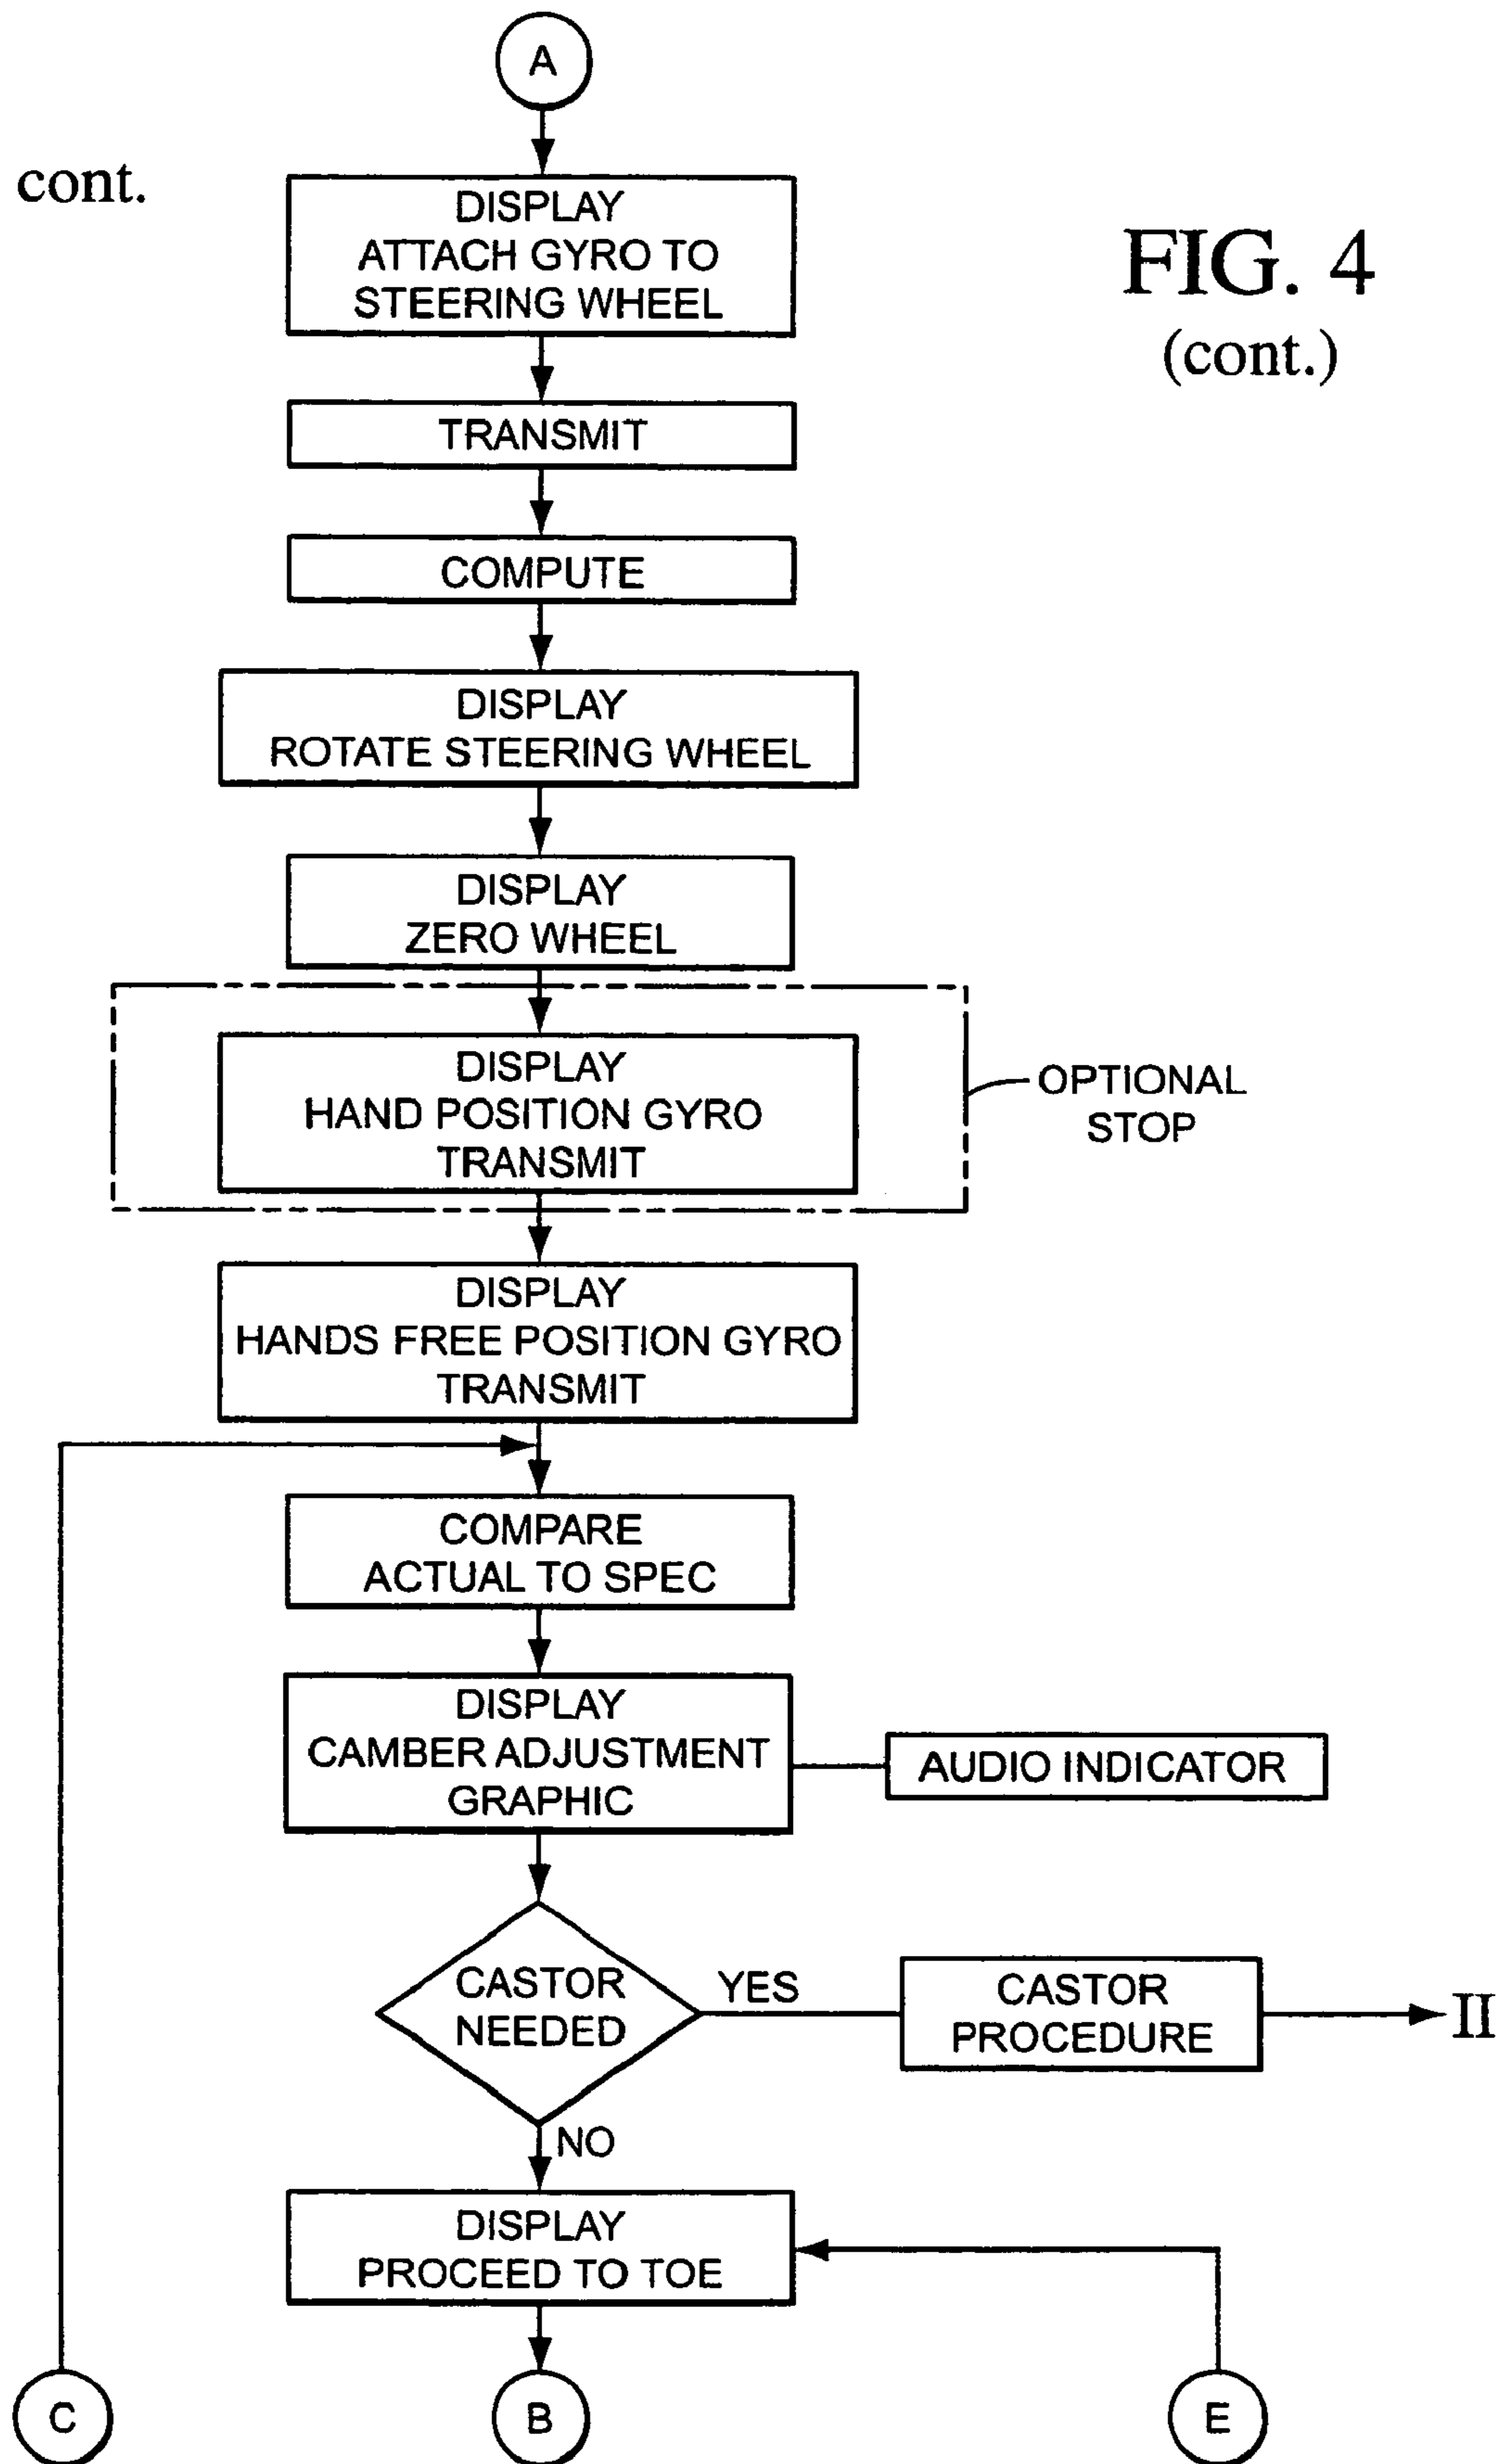 A
cont.
FIG. 4
(cont.)
DISPLAY
ATTACH GYRO TO
STEERING WHEEL
TRANSMIT
COMPUTE
DISPLAY
ROTATE STEERING WHEEL
DISPLAY
ZERO WHEEL
DISPLAY
HAND POSITION GYRO
TRANSMIT
OPTIONAL
STOP
DISPLAY
HANDS FREE POSITION GYRO
TRANSMIT
COMPARE
ACTUAL TO SPEC
DISPLAY
CAMBER ADJUSTMENT
GRAPHIC
AUDIO INDICATOR
CASTOR
NEEDED
YES
CASTOR
PROCEDURE
II
NO
DISPLAY
PROCEED TO TOE
C
B
E